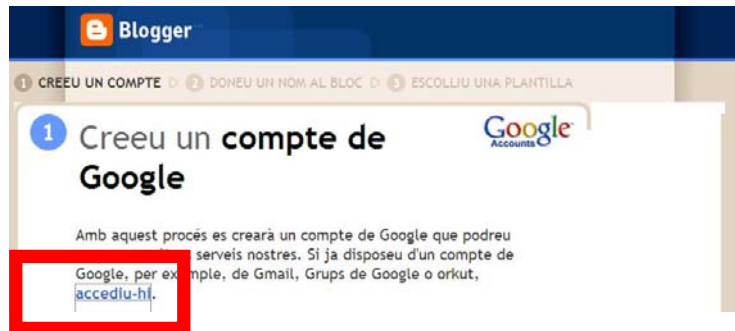 Blogger
1 CREEU UN COMPTE 2 DONEU UN NOM AL BLOC 3 ESCOLLIU UNA PLANTILLA
1 Creeu un compte de
Google
Google
Accounts
Amb aquest procés es crearà un compte de Google que podreu
serveis nostres. Si ja disposeu d'un compte de
Google, per exemple, de Gmail, Grups de Google o orkut,
accediu-hi.